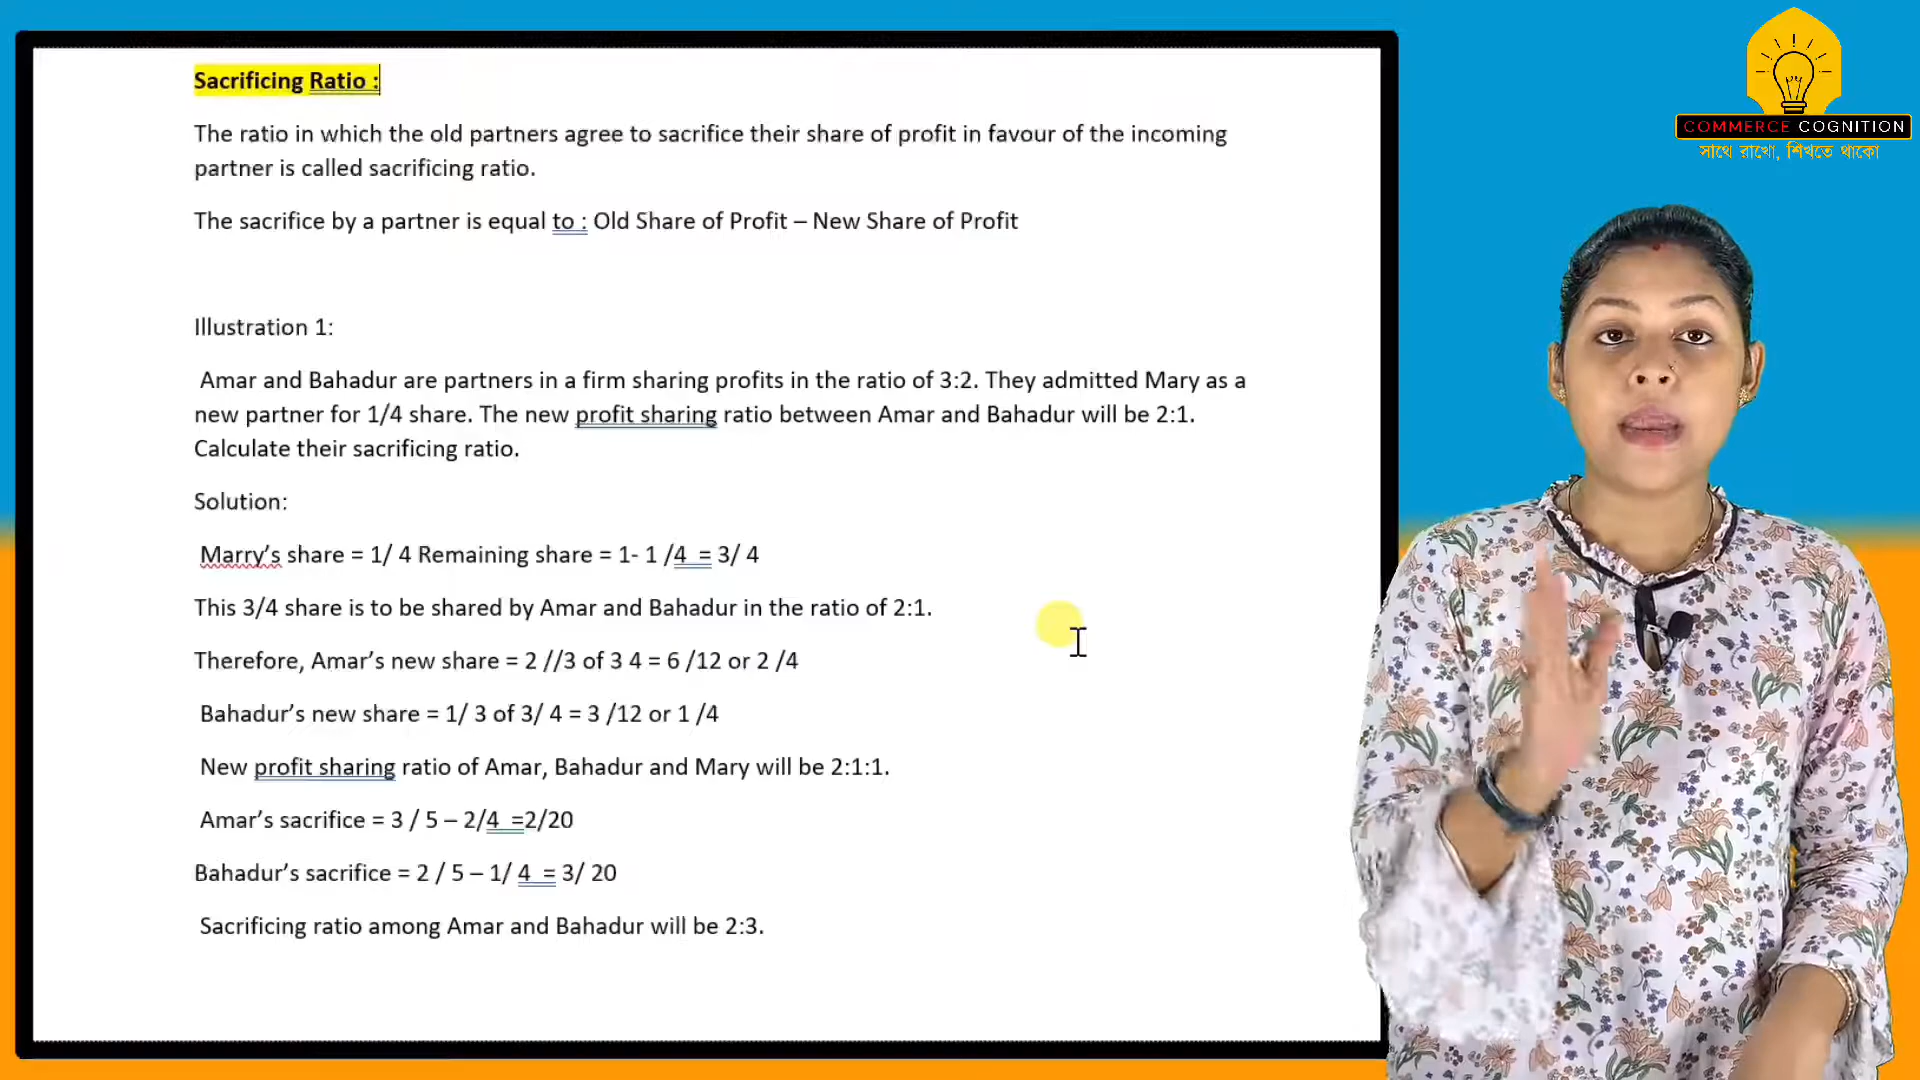 Sacrificing Ratio :
The ratio in which the old partners agree to sacrifice their share of profit in favour of the incoming
partner is called sacrificing ratio.
The sacrifice by a partner is equal to : Old Share of Profit – New Share of Profit
Illustration 1:
Amar and Bahadur are partners in a firm sharing profits in the ratio of 3:2. They admitted Mary as a
new partner for 1/4 share. The new profit sharing ratio between Amar and Bahadur will be 2:1.
Calculate their sacrificing ratio.
Solution:
Marry’s share = 1/ 4 Remaining share = 1- 1 /4 = 3/ 4
This 3/4 share is to be shared by Amar and Bahadur in the ratio of 2:1.
Therefore, Amar’s new share = 2 //3 of 3 4 = 6 /12 or 2 /4
Bahadur’s new share = 1/ 3 of 3/ 4 = 3 /12 or 1 /4
New profit sharing ratio of Amar, Bahadur and Mary will be 2:1:1.
Amar’s sacrifice = 3 / 5 – 2/4 =2/20
Bahadur’s sacrifice = 2 / 5 – 1/ 4 = 3/ 20
Sacrificing ratio among Amar and Bahadur will be 2:3.
COMMERCE COGNITION
সাথে রাখো, শিখতে থাকো